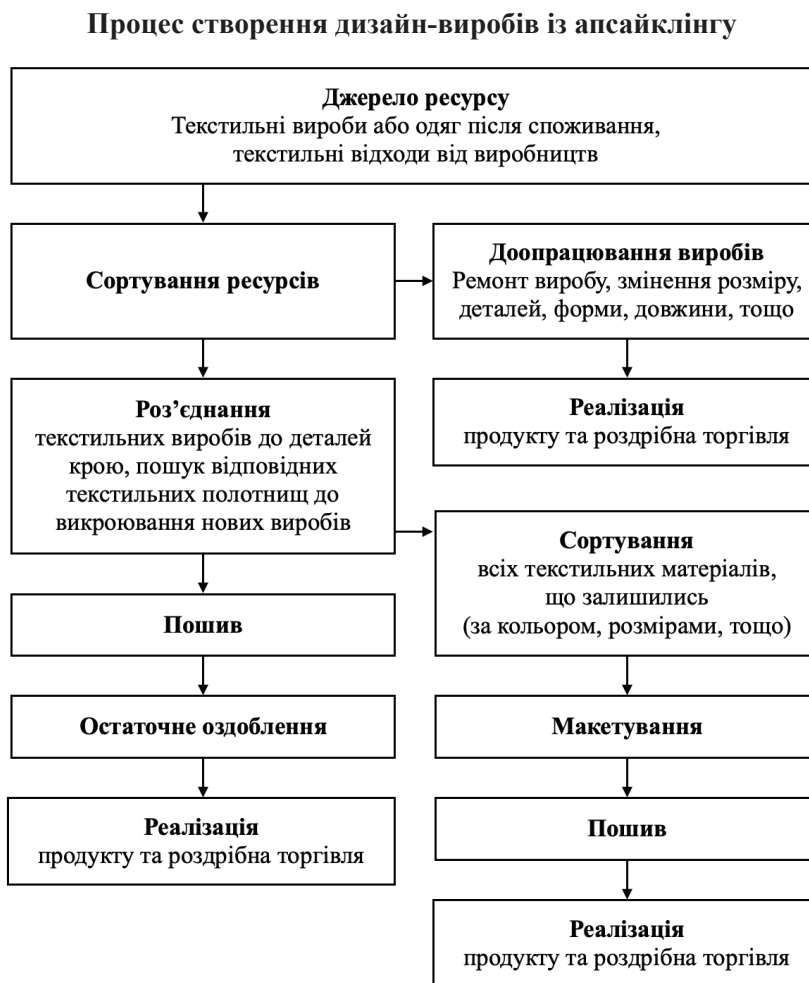 Процес створення дизайн-виробів із апсайклінгу
Джерело ресурсу
Текстильні вироби або одяг після споживання,
текстильні відходи від виробництв
Сортування ресурсів
Доопрацювання виробів
Ремонт виробу, змінення розміру,
деталей, форми, довжини, тощо
Роз’єднання
текстильних виробів до деталей
крою, пошук відповідних
текстильних полотнищ до
викроювання нових виробів
Реалізація
продукту та роздрібна торгівля
Сортування
всіх текстильних матеріалів,
що залишились
(за кольором, розмірами, тощо)
Пошив
Остаточне оздоблення
Макетування
Реалізація
продукту та роздрібна торгівля
Пошив
Реалізація
продукту та роздрібна торгівля